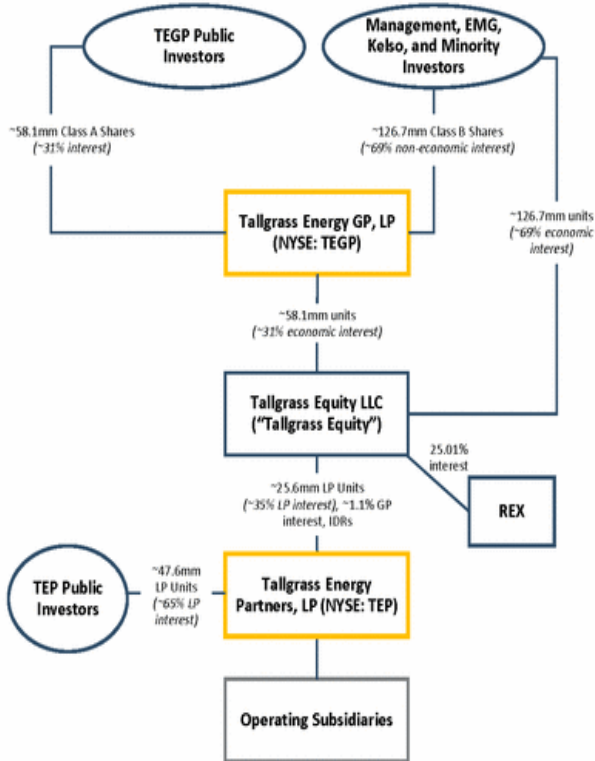 TEGP Public
Investors
Management, EMG,
Kelso, and Minority
Investors
~58.1mm Class A Shares
(~31% interest)
~126.7mm Class B Shares
(~69% non-economic interest)
~126.7mm units
(~69% economic
interest)
Tallgrass Energy GP, LP
(NYSE: TEGP)
~58.1mm units
(~31% economic interest)
Tallgrass Equity LLC
(“Tallgrass Equity”)
25.01%
interest
REX
~25.6mm LP Units
(~35% LP interest), ~1.1% GP
interest, IDRs
TEP Public
Investors
~47.6mm
LP Units
(~65% LP
interest)
Tallgrass Energy
Partners, LP (NYSE: TEP)
Operating Subsidiaries